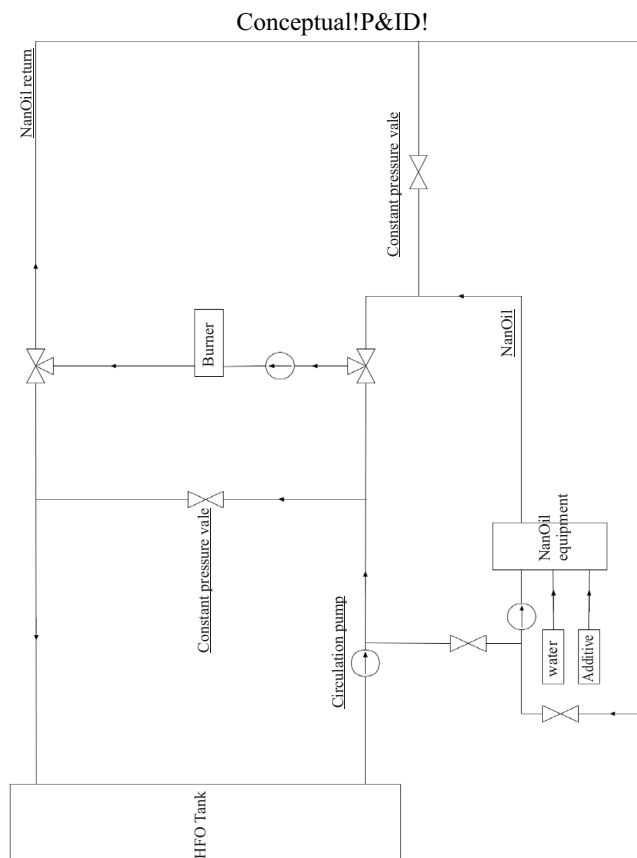 Conceptual!P&ID!
NanOil return
Constant pressure vale
Burner
NanOil
Constant pressure vale
NanOil
equipment
Circulation pump
water
Additive
HFO Tank